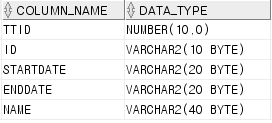 COLUMN_NAME DATA_TYPE
TTID NUMBER(10,0)
ID VARCHAR2(10 BYTE)
STARTDATE VARCHAR2(20 BYTE)
ENDDATE VARCHAR2(20 BYTE)
NAME VARCHAR2(40 BYTE)